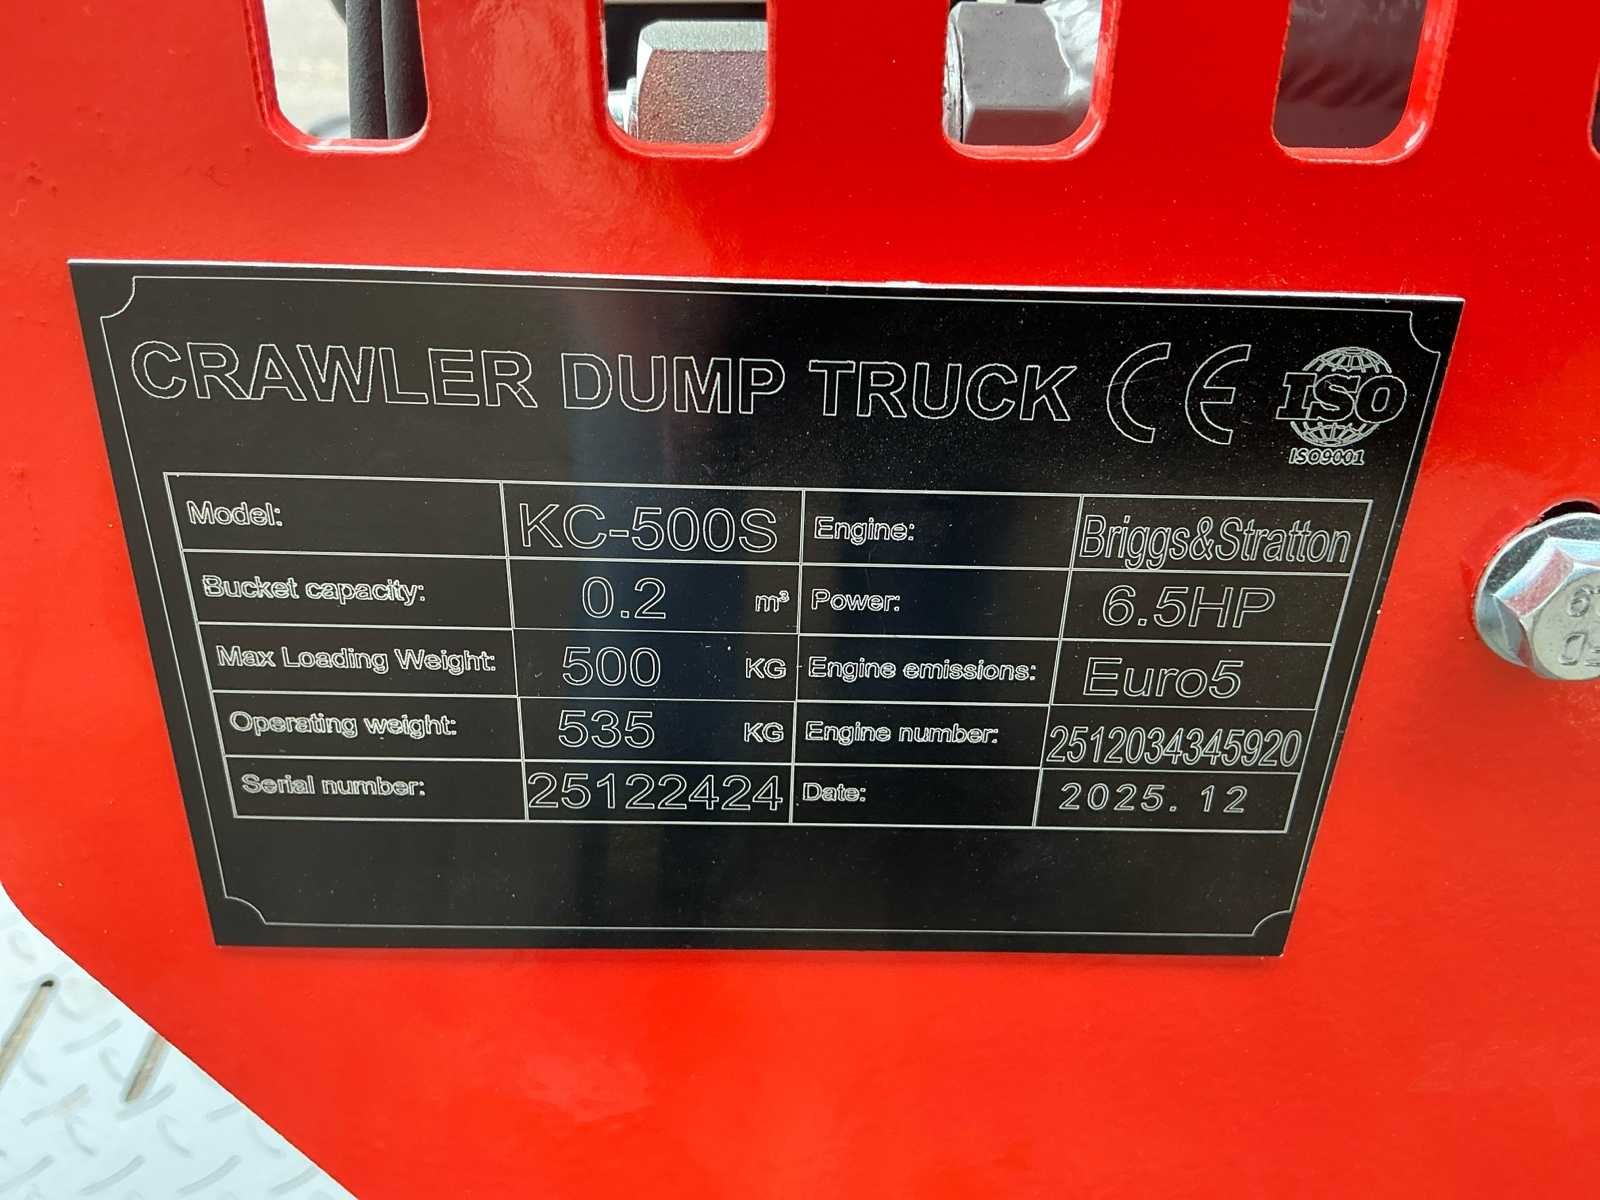 CRAWLER DUMP TRUCK CE ISO
ISO9001
Model: KC-500S Engine: Briggs&Stratton
Bucket capacity: 0.2 m³ Power: 6.5HP
Max Loading Weight: 500 KG Engine emissions: Euro5
Operating weight: 535 KG Engine number: 2512034345920
Serial number: 25122424 Date: 2025.12